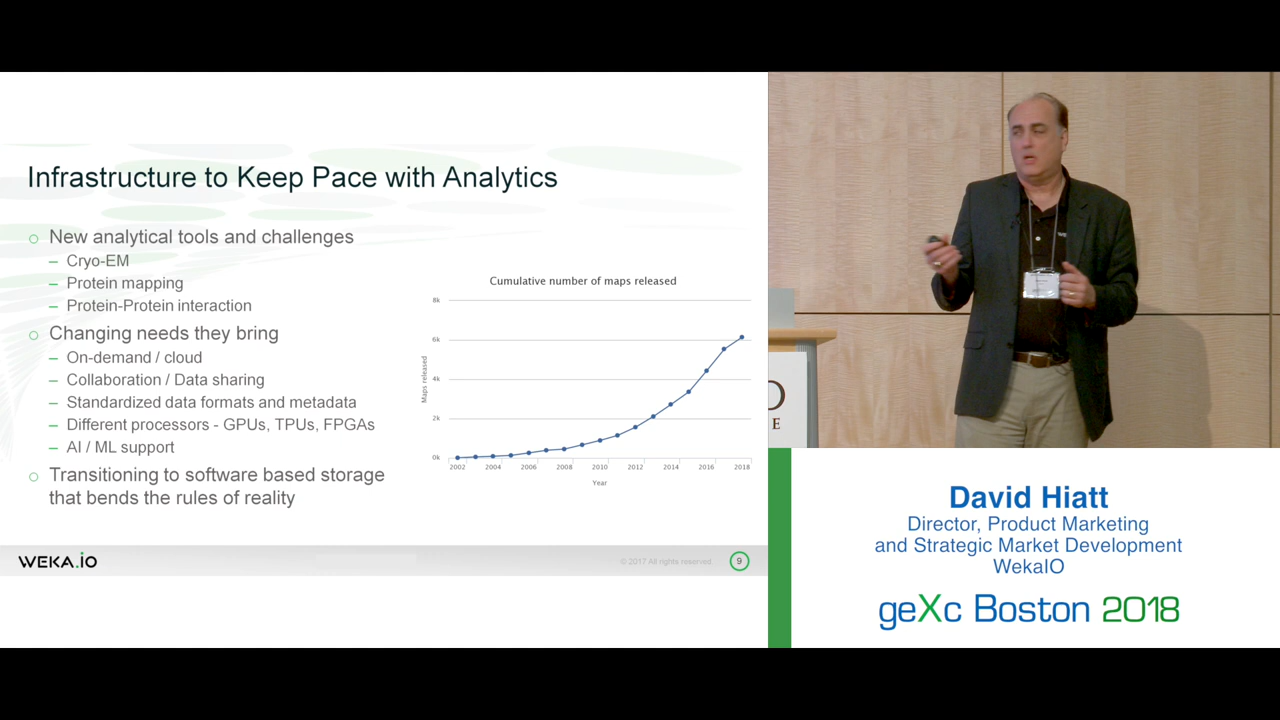 Infrastructure to Keep Pace with Analytics
○ New analytical tools and challenges
– Cryo-EM
– Protein mapping
– Protein-Protein interaction
○ Changing needs they bring
– On-demand / cloud
– Collaboration / Data sharing
– Standardized data formats and metadata
– Different processors - GPUs, TPUs, FPGAs
– AI / ML support
○ Transitioning to software based storage
that bends the rules of reality
Cumulative number of maps released
Maps released
8k
6k
4k
2k
0k
2002 2004 2006 2008 2010 2012 2014 2016 2018
Year
WEKA.iO
© 2017 All rights reserved.
9
David Hiatt
Director, Product Marketing
and Strategic Market Development
WekaIO
geXc Boston 2018